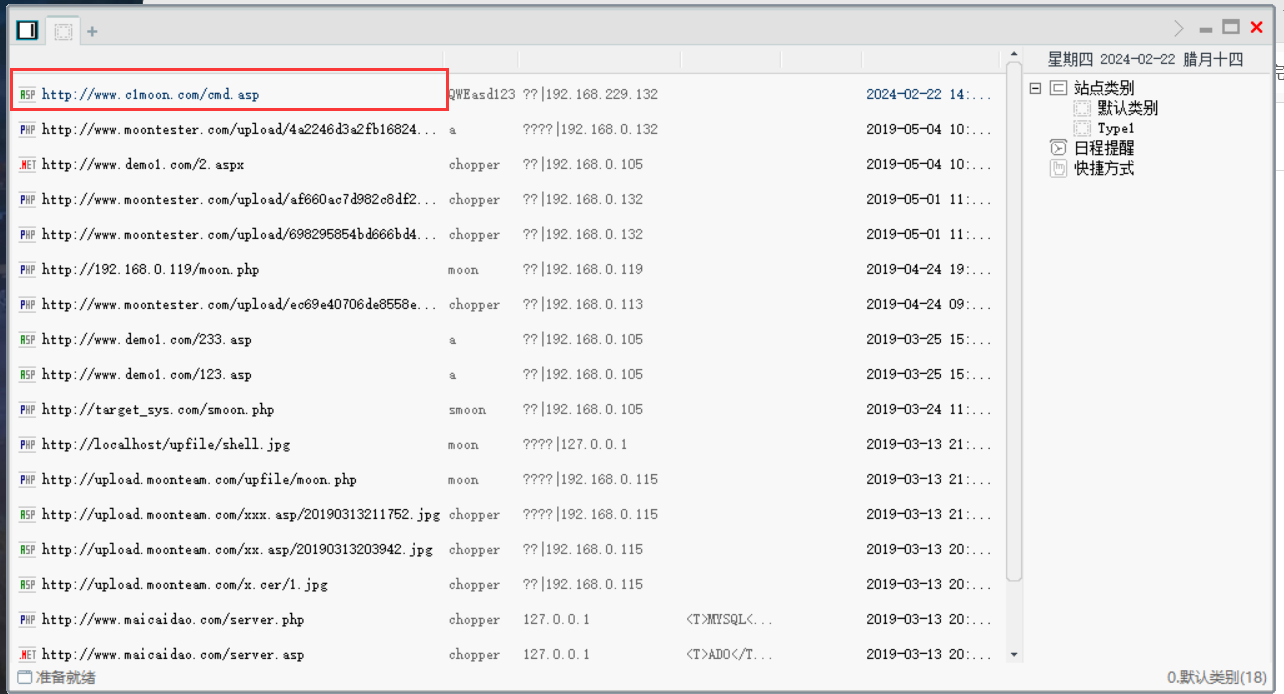 星期四 2024-02-22 腊月十四
ASP http://www.c1moon.com/cmd.asp QWEasd123 ??|192.168.229.132 2024-02-22 14:...
PHP http://www.moontester.com/upload/4a2246d3a2fb16824... a ????|192.168.0.132 2019-05-04 10:...
.NET http://www.demo1.com/2.aspx chopper ??|192.168.0.105 2019-05-04 10:...
PHP http://www.moontester.com/upload/af660ac7d982c8df2... chopper ??|192.168.0.132 2019-05-01 11:...
PHP http://www.moontester.com/upload/698295854bd666bd4... chopper ??|192.168.0.132 2019-05-01 11:...
PHP http://192.168.0.119/moon.php moon ??|192.168.0.119 2019-04-24 19:...
PHP http://www.moontester.com/upload/ec69e40706de8558e... chopper ??|192.168.0.113 2019-04-24 09:...
ASP http://www.demo1.com/233.asp a ??|192.168.0.105 2019-03-25 15:...
ASP http://www.demo1.com/123.asp a ??|192.168.0.105 2019-03-25 15:...
PHP http://target_sys.com/smoon.php smoon ??|192.168.0.105 2019-03-24 11:...
PHP http://localhost/upfile/shell.jpg moon ????|127.0.0.1 2019-03-13 21:...
PHP http://upload.moonteam.com/upfile/moon.php moon ????|192.168.0.115 2019-03-13 21:...
ASP http://upload.moonteam.com/xxx.asp/20190313211752.jpg chopper ????|192.168.0.115 2019-03-13 21:...
ASP http://upload.moonteam.com/xx.asp/20190313203942.jpg chopper ??|192.168.0.115 2019-03-13 20:...
ASP http://upload.moonteam.com/x.cer/1.jpg chopper ??|192.168.0.115 2019-03-13 20:...
PHP http://www.maicaidao.com/server.php chopper 127.0.0.1 <T>MYSQL<... 2019-03-13 20:...
.NET http://www.maicaidao.com/server.asp chopper 127.0.0.1 <T>ADO</T... 2019-03-13 20:...
站点类别
默认类别
Type1
日程提醒
快捷方式
准备就绪
0.默认类别(18)